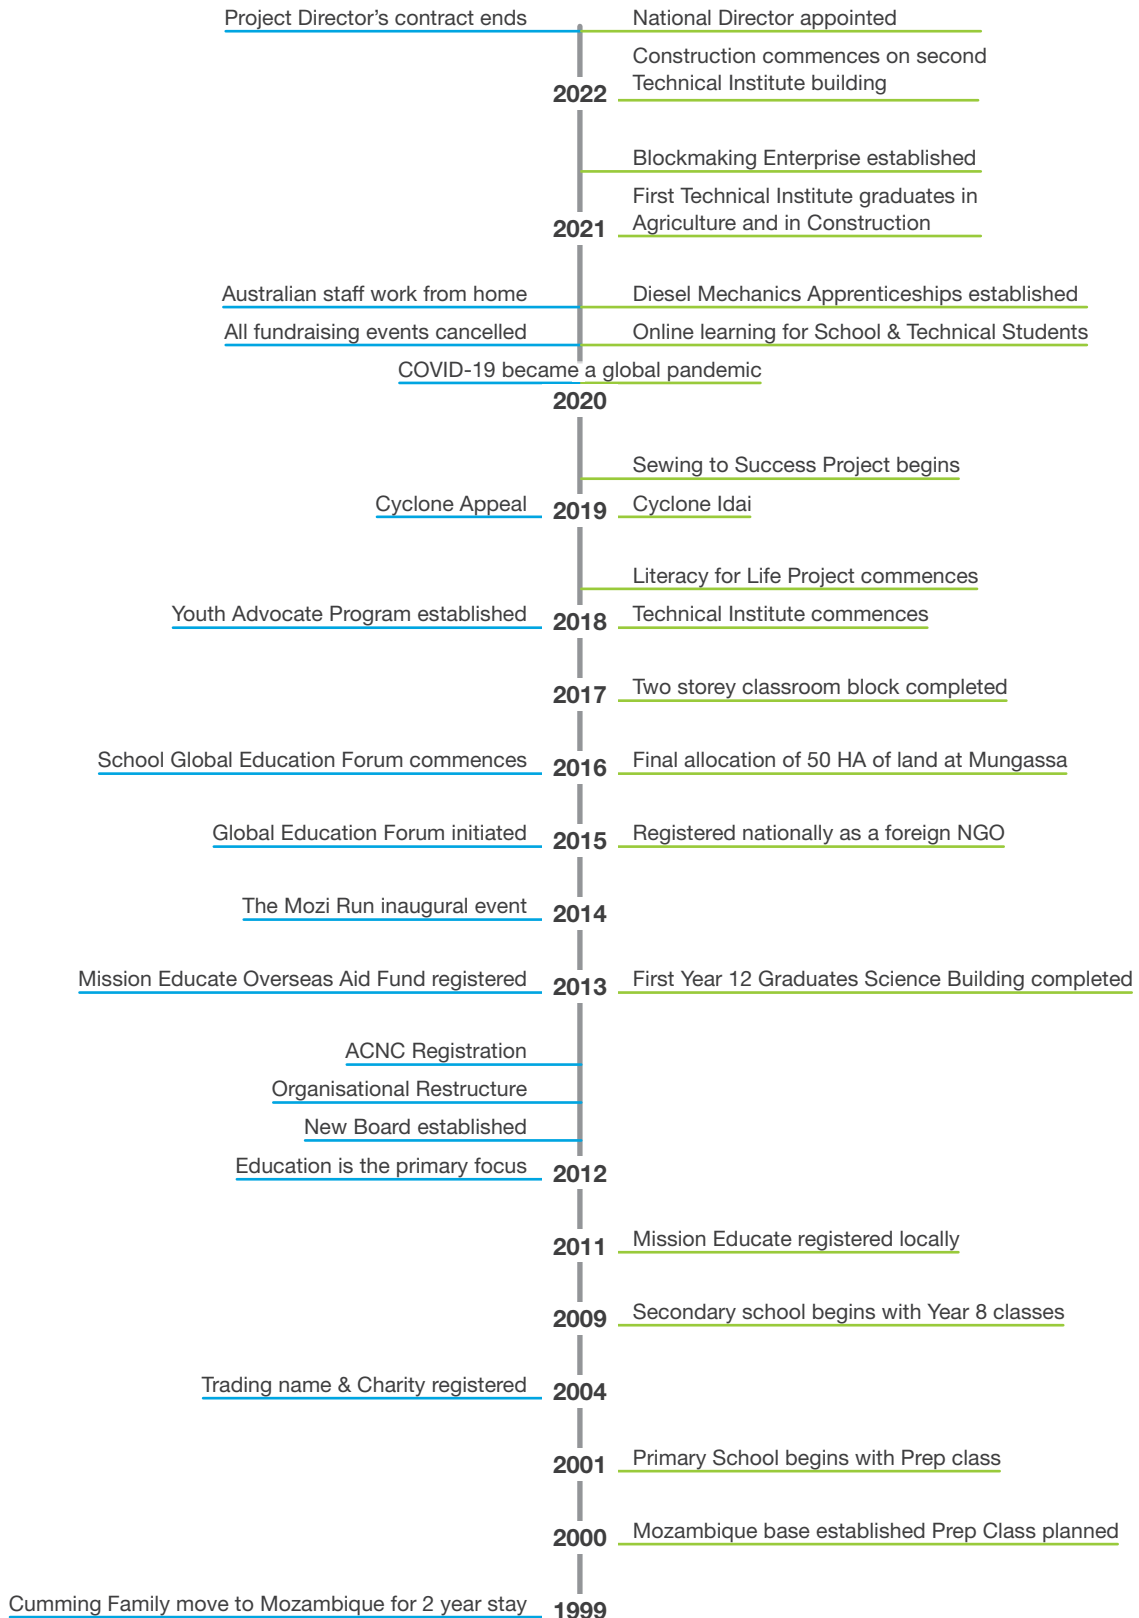 Project Director’s contract ends
National Director appointed
Construction commences on second
Technical Institute building
2022
Blockmaking Enterprise established
First Technical Institute graduates in
Agriculture and in Construction
2021
Australian staff work from home
Diesel Mechanics Apprenticeships established
All fundraising events cancelled
Online learning for School & Technical Students
COVID-19 became a global pandemic
2020
Sewing to Success Project begins
Cyclone Appeal
2019
Cyclone Idai
Literacy for Life Project commences
Youth Advocate Program established
2018
Technical Institute commences
2017
Two storey classroom block completed
School Global Education Forum commences
2016
Final allocation of 50 HA of land at Mungassa
Global Education Forum initiated
2015
Registered nationally as a foreign NGO
The Mozi Run inaugural event
2014
Mission Educate Overseas Aid Fund registered
2013
First Year 12 Graduates Science Building completed
ACNC Registration
Organisational Restructure
New Board established
Education is the primary focus
2012
2011
Mission Educate registered locally
2009
Secondary school begins with Year 8 classes
Trading name & Charity registered
2004
2001
Primary School begins with Prep class
2000
Mozambique base established Prep Class planned
Cumming Family move to Mozambique for 2 year stay
1999